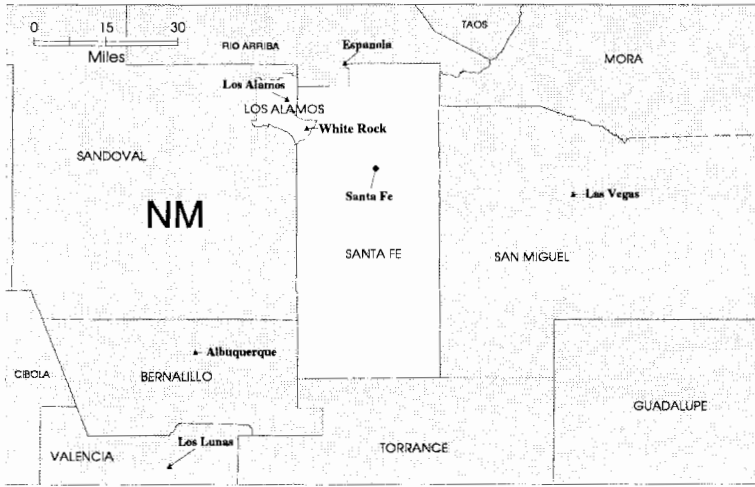 0 15 30
Miles
RIO ARRIBA
Espanola
TAOS
MORA
Los Alamos
LOS ALAMOS
White Rock
SANDOVAL
Santa Fe
Las Vegas
NM
SANTA FE
SAN MIGUEL
Albuquerque
CIBOLA
BERNALILLO
GUADALUPE
Los Lunas
VALENCIA
TORRANCE